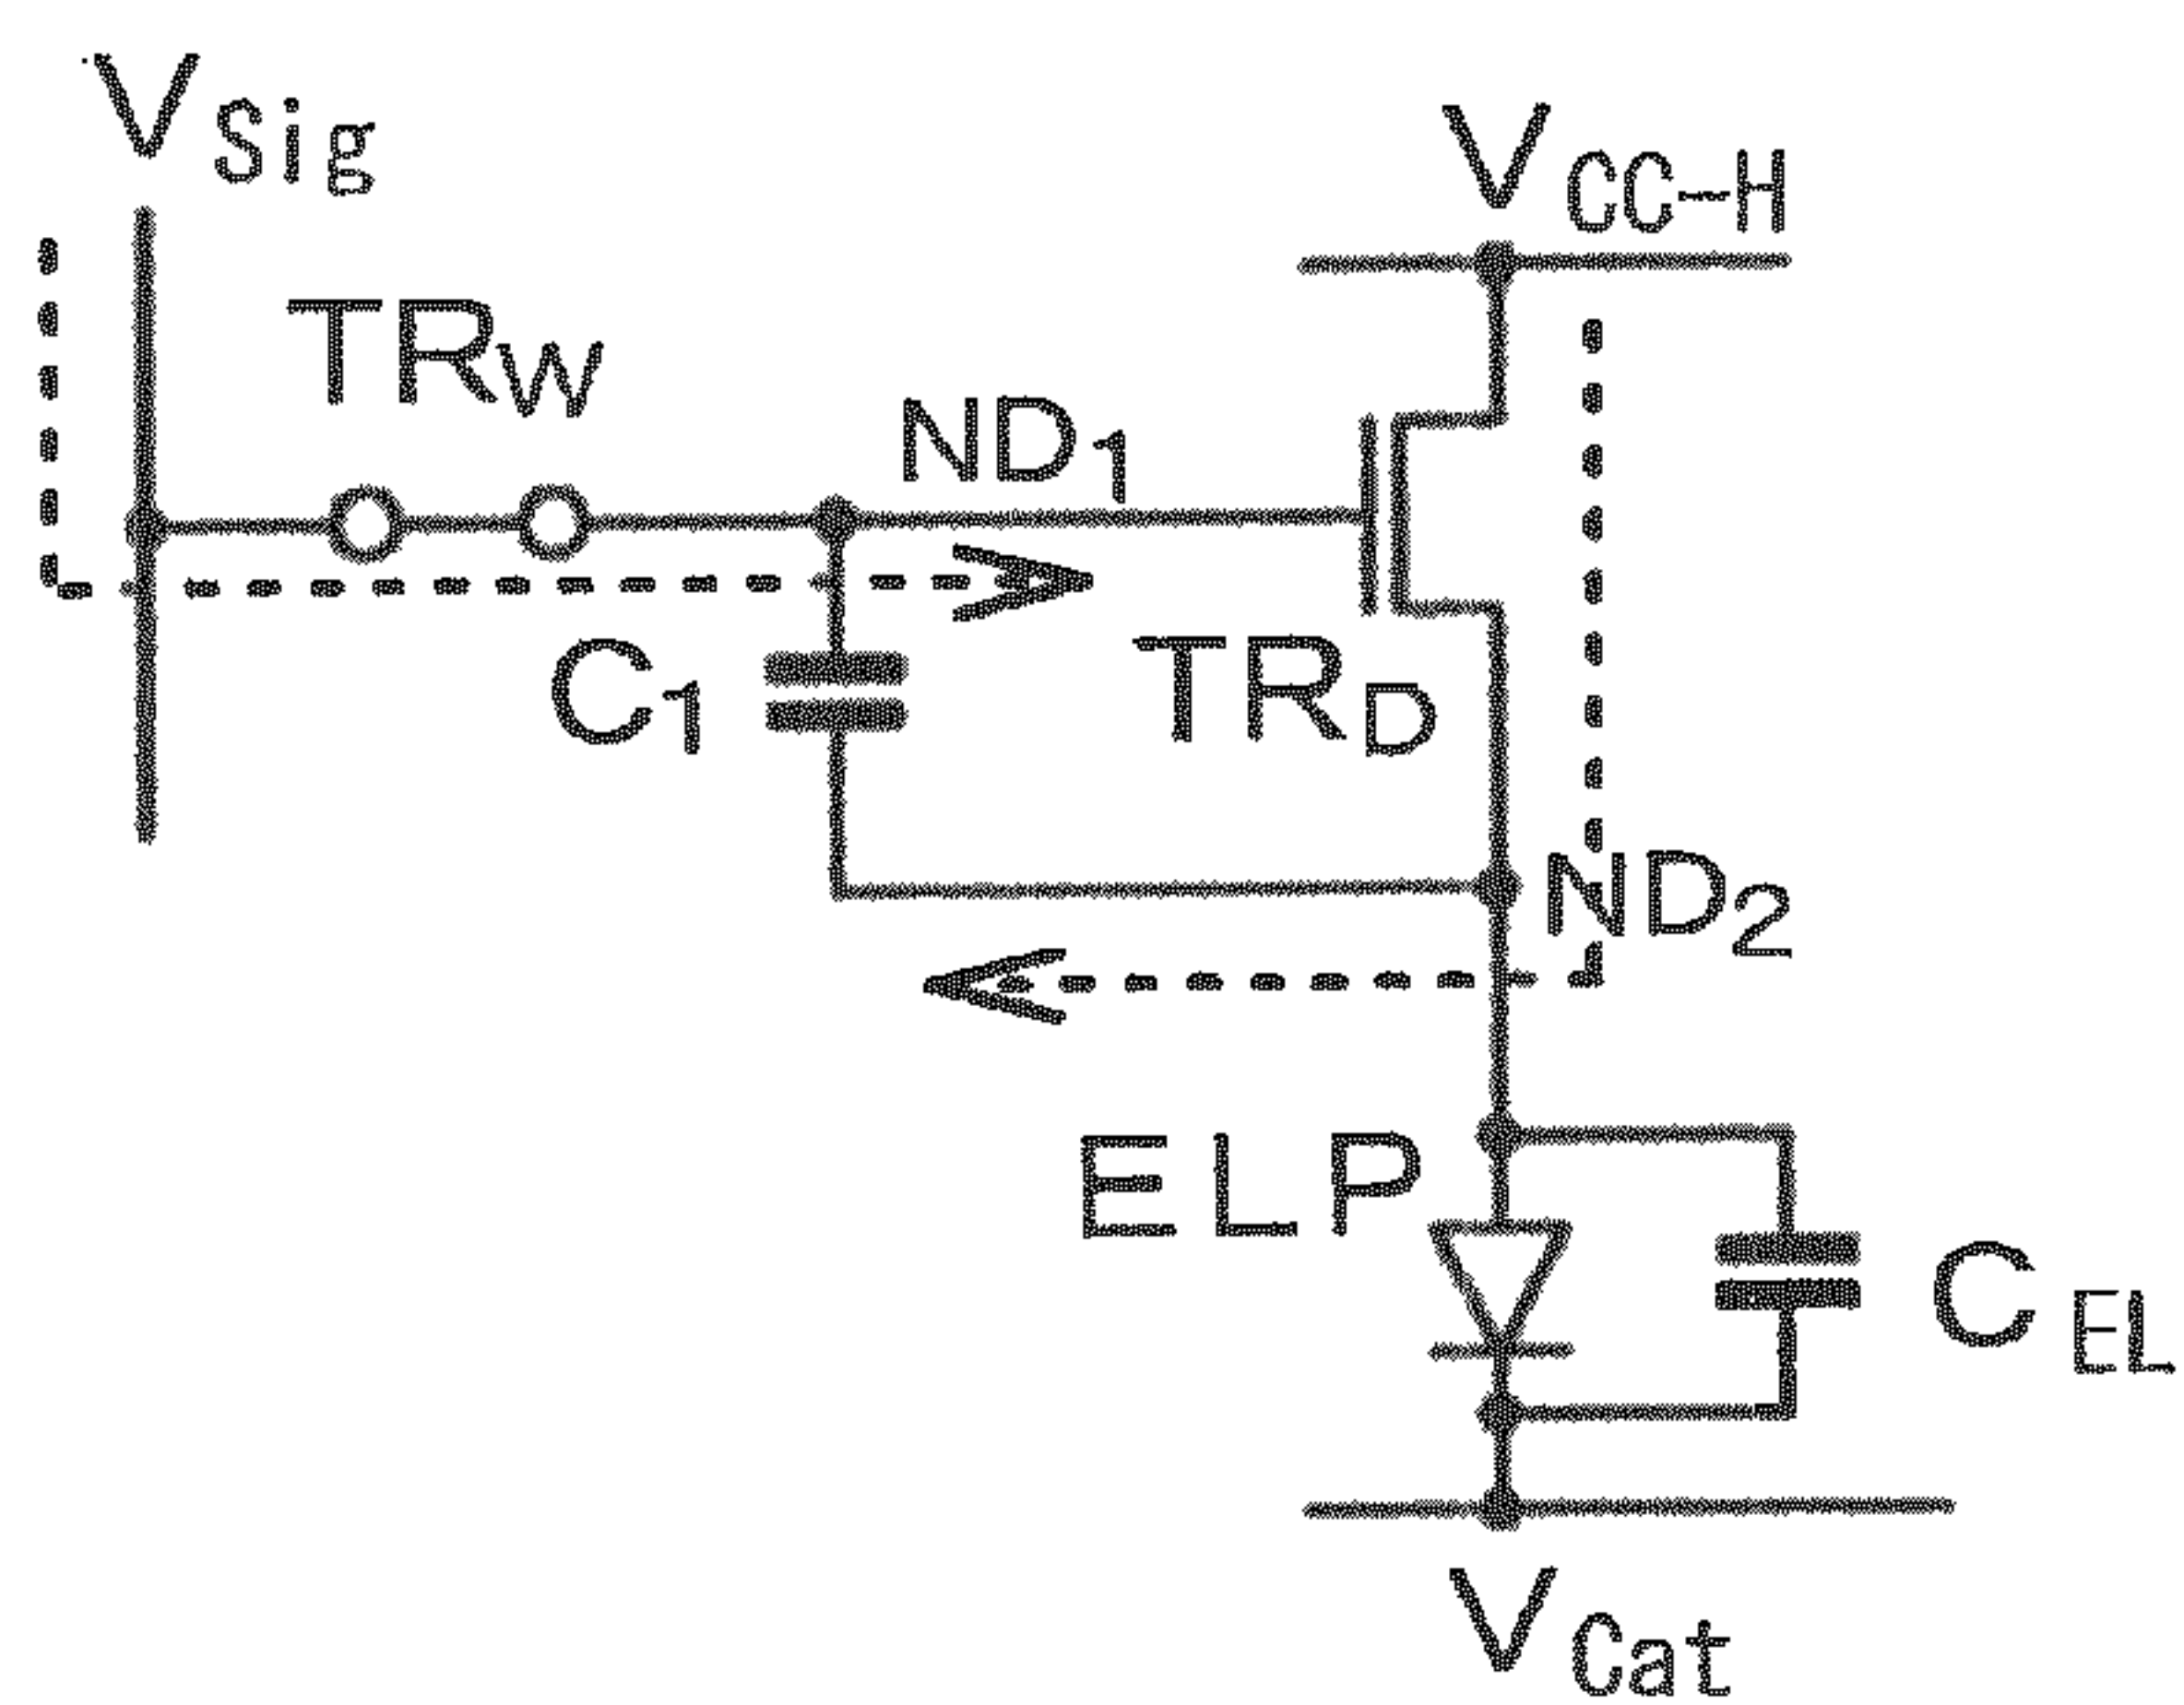 VSig
VCC-H
TRW
ND1
C1
TRD
ND2
ELP
CEL
VCat